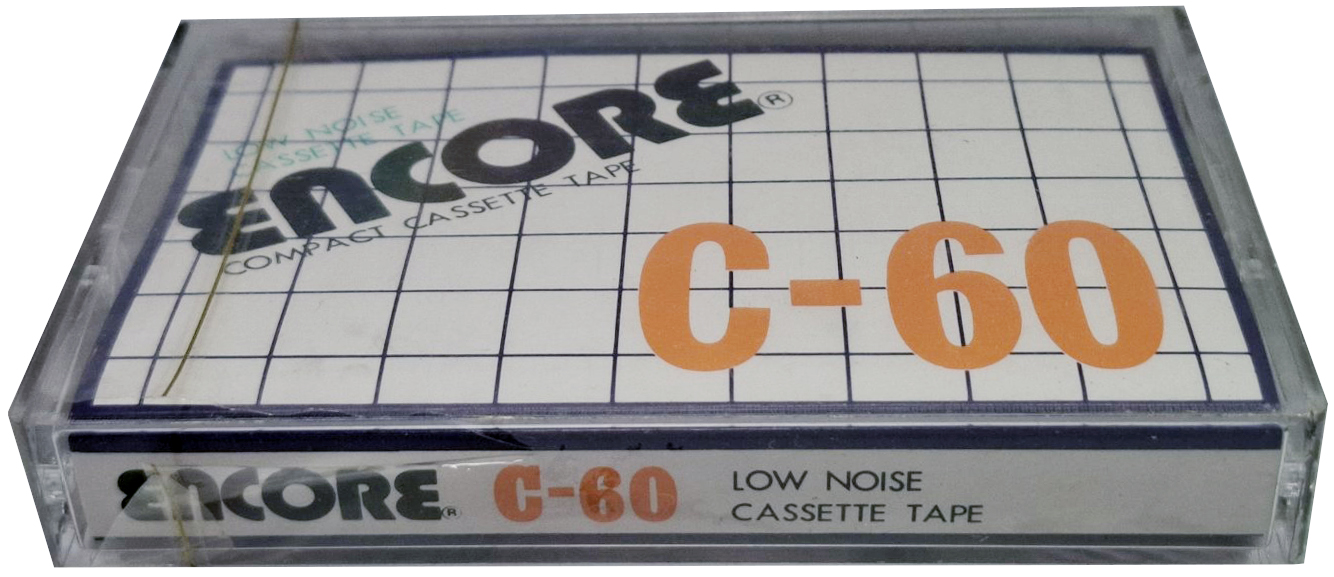 LOW NOISE
CASSETTE TAPE
ENCORE®
COMPACT CASSETTE TAPE
C-60
ENCORE® C-60 LOW NOISE
CASSETTE TAPE